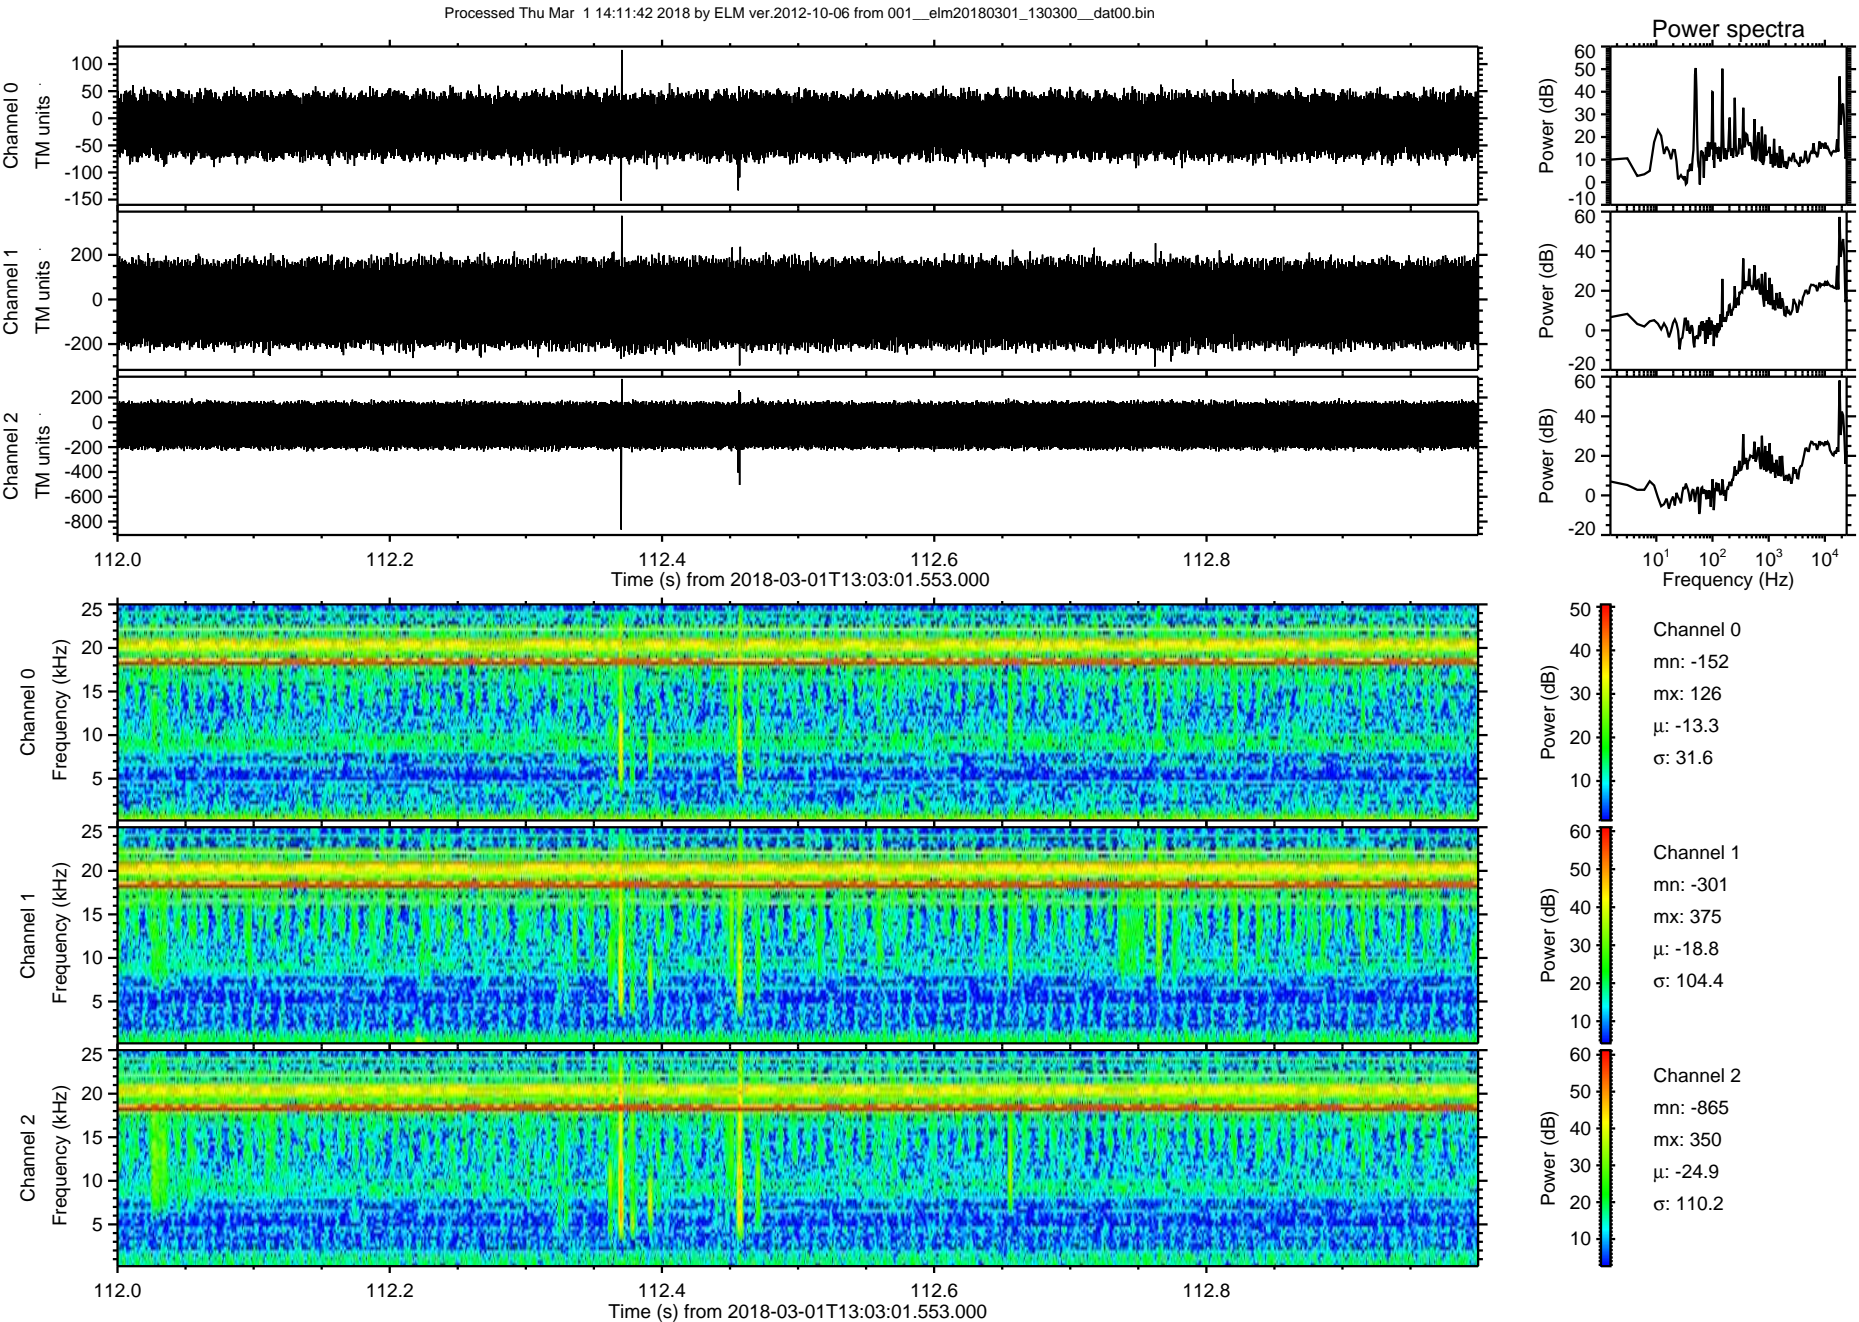 Processed Thu Mar  1 14:11:42 2018 by ELM ver.2012-10-06 from 001__elm20180301_130300__dat00.bin
Power spectra
Channel 0
TM units
100
50
0
-50
-100
-150
Power (dB)
60
50
40
30
20
10
0
-10
Channel 1
TM units
200
0
-200
Power (dB)
60
40
20
0
-20
Channel 2
TM units
200
0
-200
-400
-600
-800
Power (dB)
60
40
20
0
-20
112.0 112.2 112.4 112.6 112.8
Time (s) from 2018-03-01T13:03:01.553.000
10¹ 10² 10³ 10⁴
Frequency (Hz)
Channel 0
Frequency (kHz)
25
20
15
10
5
Power (dB)
50
40
30
20
10
Channel 0
mn: -152
mx: 126
μ: -13.3
σ: 31.6
Channel 1
Frequency (kHz)
25
20
15
10
5
Power (dB)
60
50
40
30
20
10
Channel 1
mn: -301
mx: 375
μ: -18.8
σ: 104.4
Channel 2
Frequency (kHz)
25
20
15
10
5
Power (dB)
60
50
40
30
20
10
Channel 2
mn: -865
mx: 350
μ: -24.9
σ: 110.2
112.0 112.2 112.4 112.6 112.8
Time (s) from 2018-03-01T13:03:01.553.000